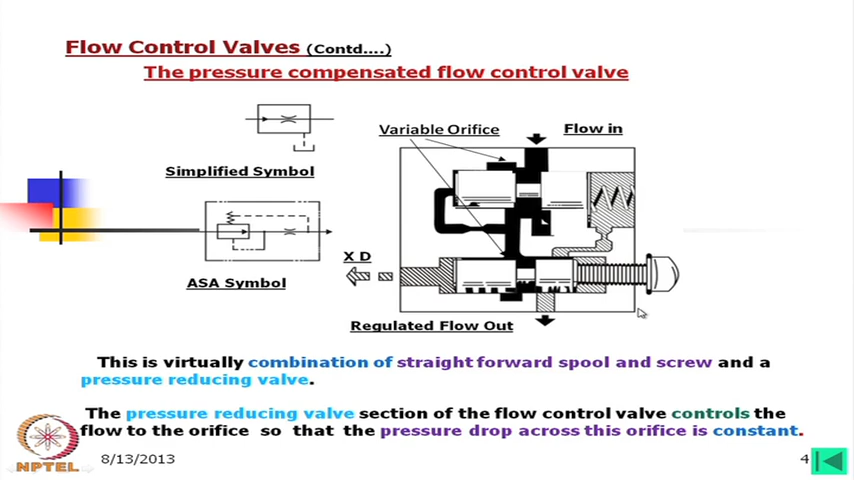 Flow Control Valves (Contd....)
The pressure compensated flow control valve
Variable Orifice
Flow in
Simplified Symbol
X D
ASA Symbol
Regulated Flow Out
This is virtually combination of straight forward spool and screw and a
pressure reducing valve.
The pressure reducing valve section of the flow control valve controls the
flow to the orifice so that the pressure drop across this orifice is constant.
NPTEL
8/13/2013
4